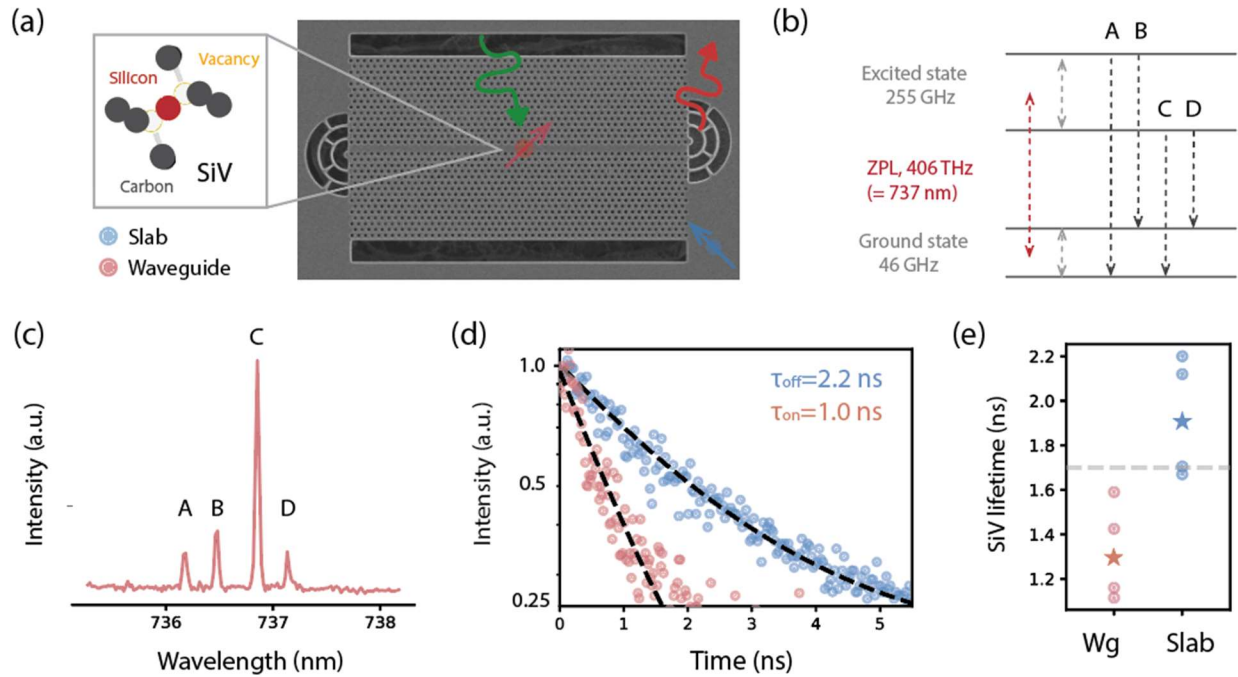 (a)
Vacancy
Silicon
Carbon
SiV
Slab
Waveguide
(b)
A B
C D
Excited state
255 GHz
ZPL, 406 THz
(= 737 nm)
Ground state
46 GHz
(c)
Intensity (a.u.)
A B C D
736 737 738
Wavelength (nm)
(d)
Intensity (a.u.)
1.0
0.5
0.25
τoff=2.2 ns
τon=1.0 ns
0 1 2 3 4 5
Time (ns)
(e)
SiV lifetime (ns)
2.2
2.0
1.8
1.6
1.4
1.2
Wg Slab